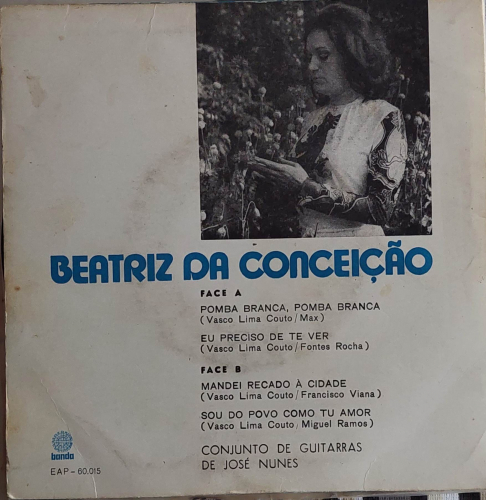 BEATRIZ DA CONCEIÇÃO
FACE A
POMBA BRANCA, POMBA BRANCA
(Vasco Lima Couto/Max)
EU PRECISO DE TE VER
(Vasco Lima Couto/Fontes Rocha)
FACE B
MANDEI RECADO À CIDADE
(Vasco Lima Couto/Francisco Viana)
SOU DO POVO COMO TU AMOR
(Vasco Lima Couto/Miguel Ramos)
CONJUNTO DE GUITARRAS
DE JOSÉ NUNES
banda
EAP - 60.015